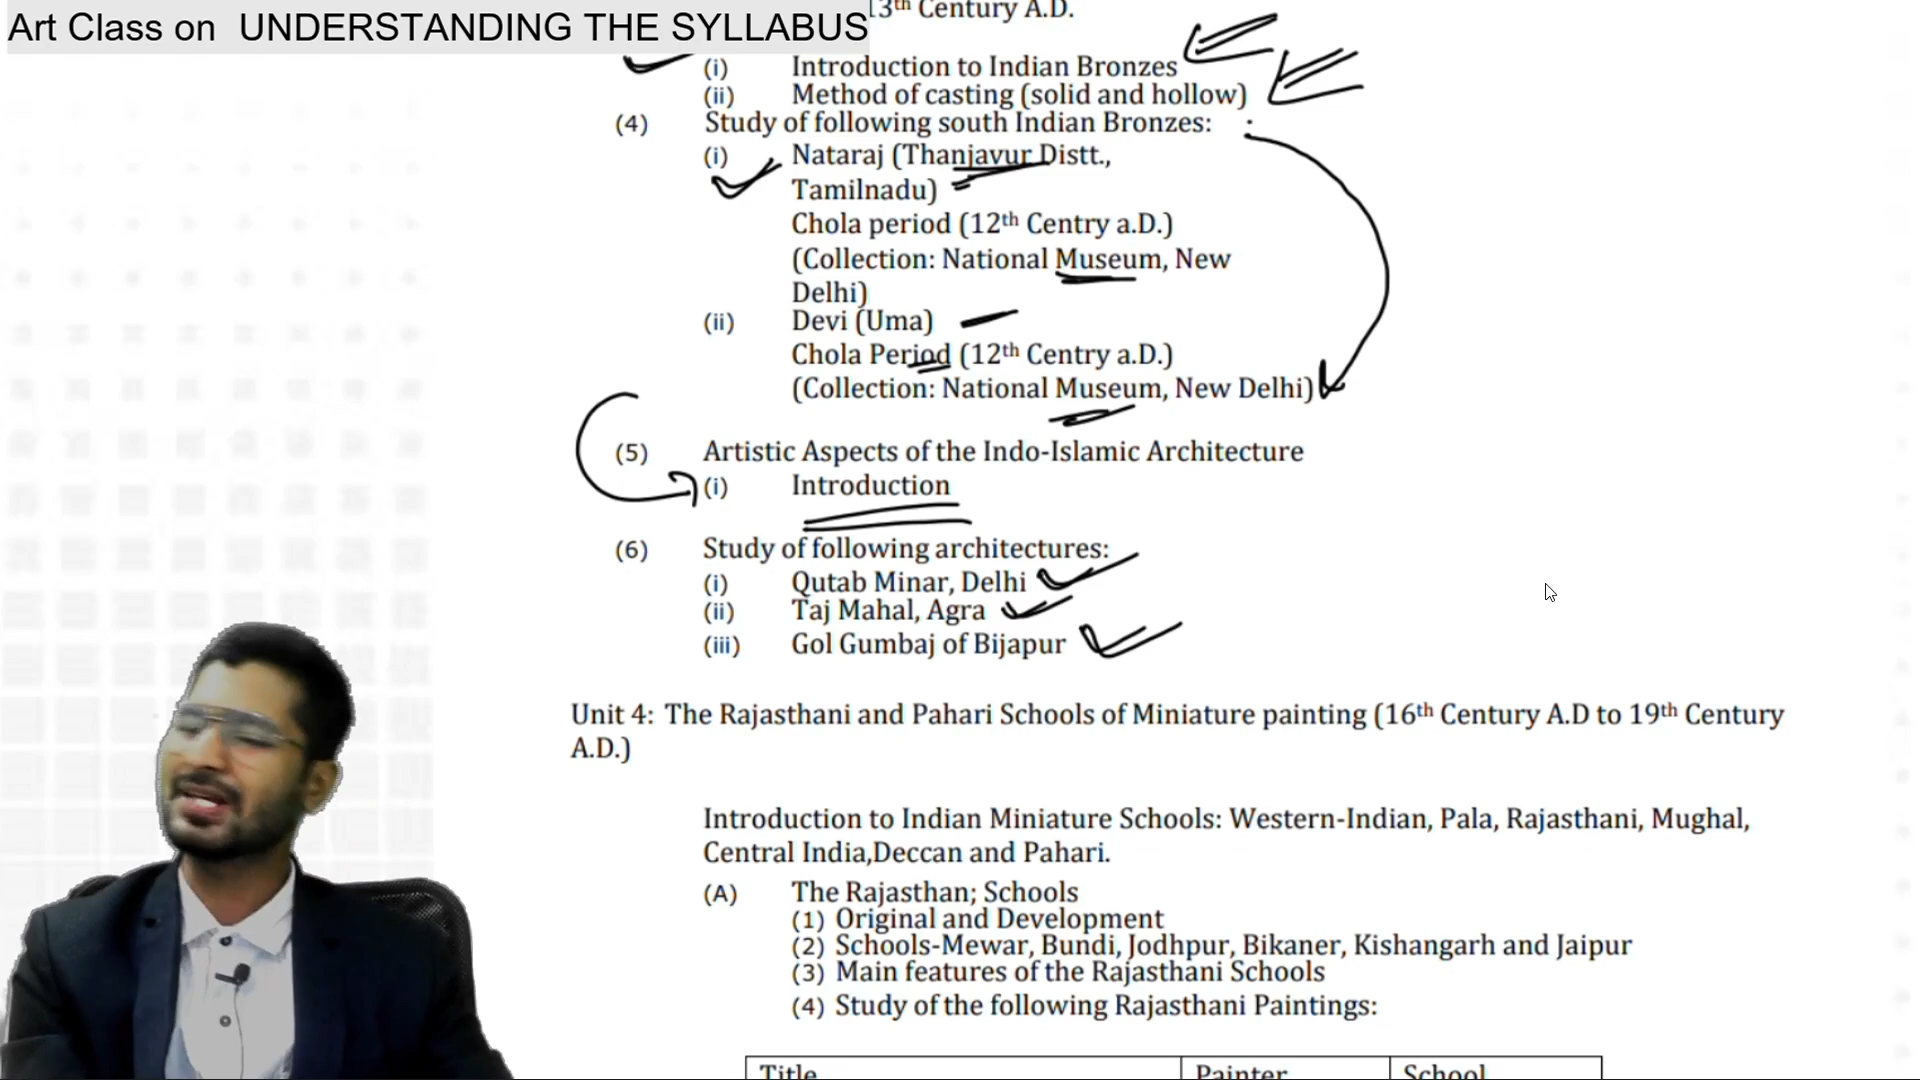 Art Class on UNDERSTANDING THE SYLLABUS
13th Century A.D.
(i) Introduction to Indian Bronzes
(ii) Method of casting (solid and hollow)
(4) Study of following south Indian Bronzes:
(i) Nataraj (Thanjavur Distt.,
Tamilnadu)
Chola period (12th Centry a.D.)
(Collection: National Museum, New
Delhi)
(ii) Devi (Uma)
Chola Period (12th Centry a.D.)
(Collection: National Museum, New Delhi)
(5) Artistic Aspects of the Indo-Islamic Architecture
(i) Introduction
(6) Study of following architectures:
(i) Qutab Minar, Delhi
(ii) Taj Mahal, Agra
(iii) Gol Gumbaj of Bijapur
Unit 4: The Rajasthani and Pahari Schools of Miniature painting (16th Century A.D to 19th Century
A.D.)
Introduction to Indian Miniature Schools: Western-Indian, Pala, Rajasthani, Mughal,
Central India,Deccan and Pahari.
(A) The Rajasthan; Schools
(1) Original and Development
(2) Schools-Mewar, Bundi, Jodhpur, Bikaner, Kishangarh and Jaipur
(3) Main features of the Rajasthani Schools
(4) Study of the following Rajasthani Paintings:
Title Painter School